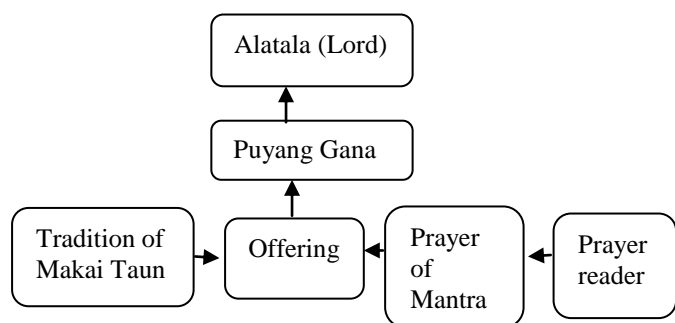 Alatala (Lord)
Puyang Gana
Tradition of
Makai Taun
Offering
Prayer
of
Mantra
Prayer
reader